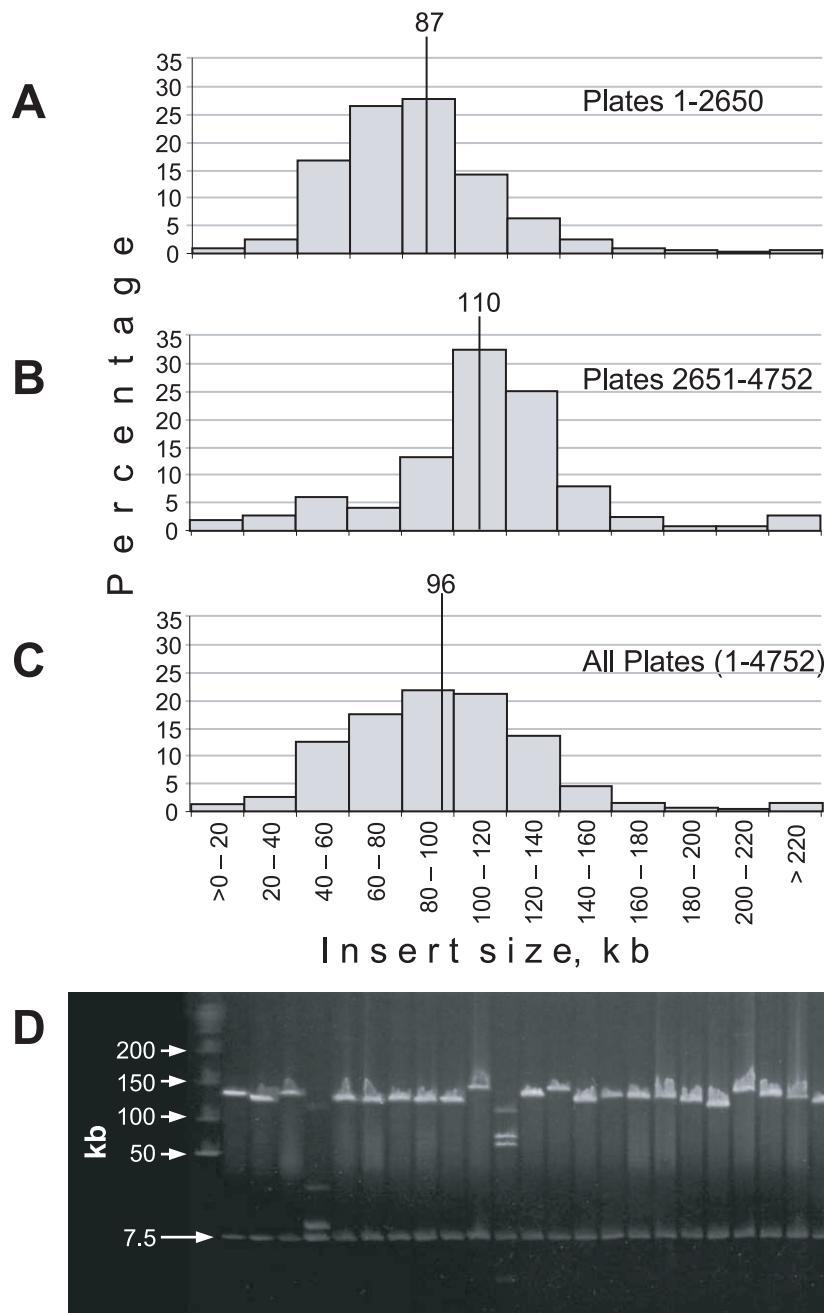 A
87
35
30
25
20
15
10
5
0
Plates 1-2650
Percentage
B
110
35
30
25
20
15
10
5
0
Plates 2651-4752
C
96
35
30
25
20
15
10
5
0
All Plates (1-4752)
>0 – 20
20 – 40
40 – 60
60 – 80
80 – 100
100 – 120
120 – 140
140 – 160
160 – 180
180 – 200
200 – 220
> 220
Insert size, kb
D
kb
200
150
100
50
7.5